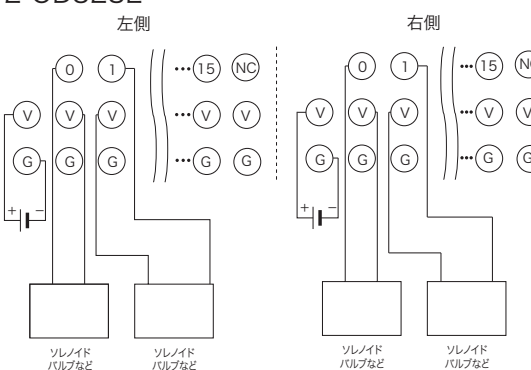 左側
右側
0 1 ···15 NC
V V V ···V V
G G G ···G G
+ −
ソレノイド
バルブなど
ソレノイド
バルブなど
0 1 ···15
V V V ···V V
G G G ···G G
+ −
ソレノイド
バルブなど
ソレノイド
バルブなど